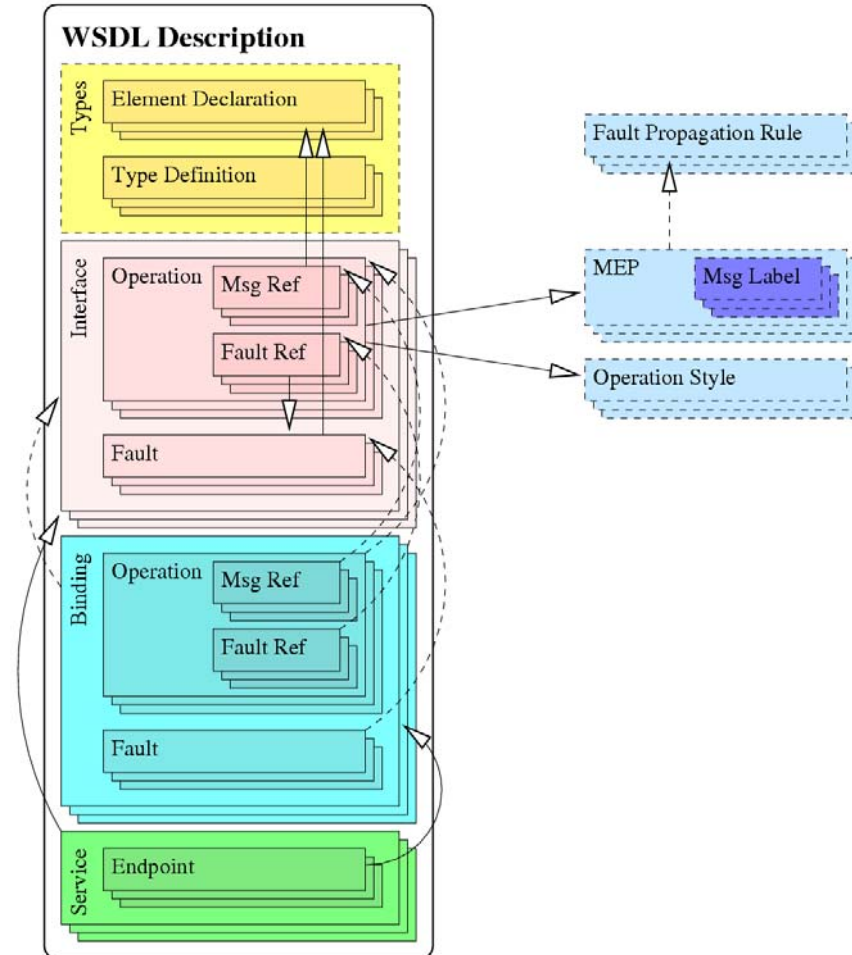 WSDL Description
Types
Element Declaration
Type Definition
Interface
Operation
Msg Ref
Fault Ref
Fault
Binding
Operation
Msg Ref
Fault Ref
Fault
Service
Endpoint
Fault Propagation Rule
MEP
Msg Label
Operation Style